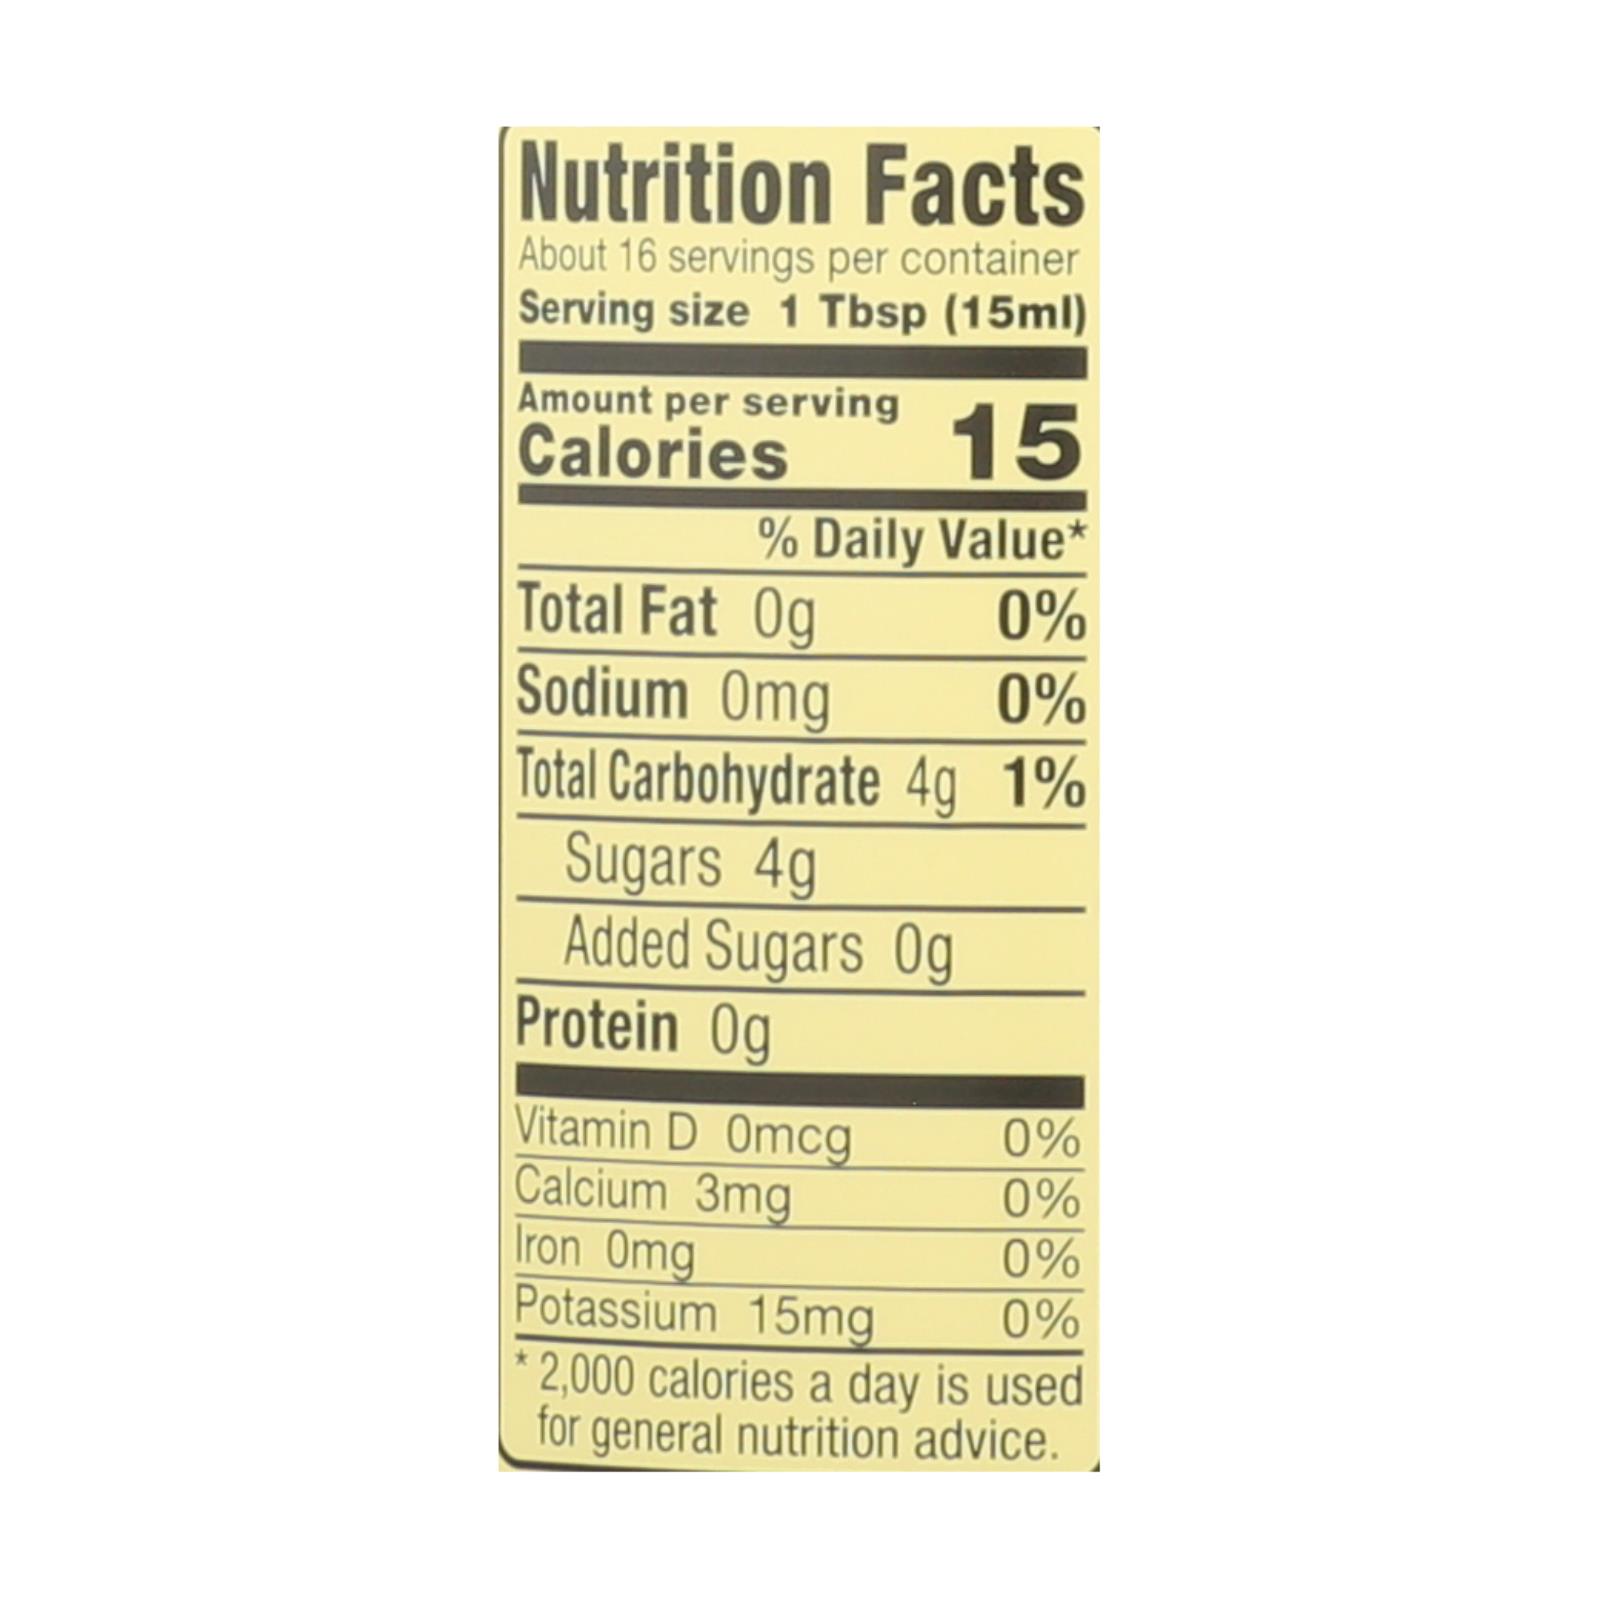 Nutrition Facts
About 16 servings per container
Serving size 1 Tbsp (15ml)
Amount per serving
Calories 15
% Daily Value*
Total Fat 0g 0%
Sodium 0mg 0%
Total Carbohydrate 4g 1%
Sugars 4g
Added Sugars 0g
Protein 0g
Vitamin D 0mcg 0%
Calcium 3mg 0%
Iron 0mg 0%
Potassium 15mg 0%
* 2,000 calories a day is used
for general nutrition advice.